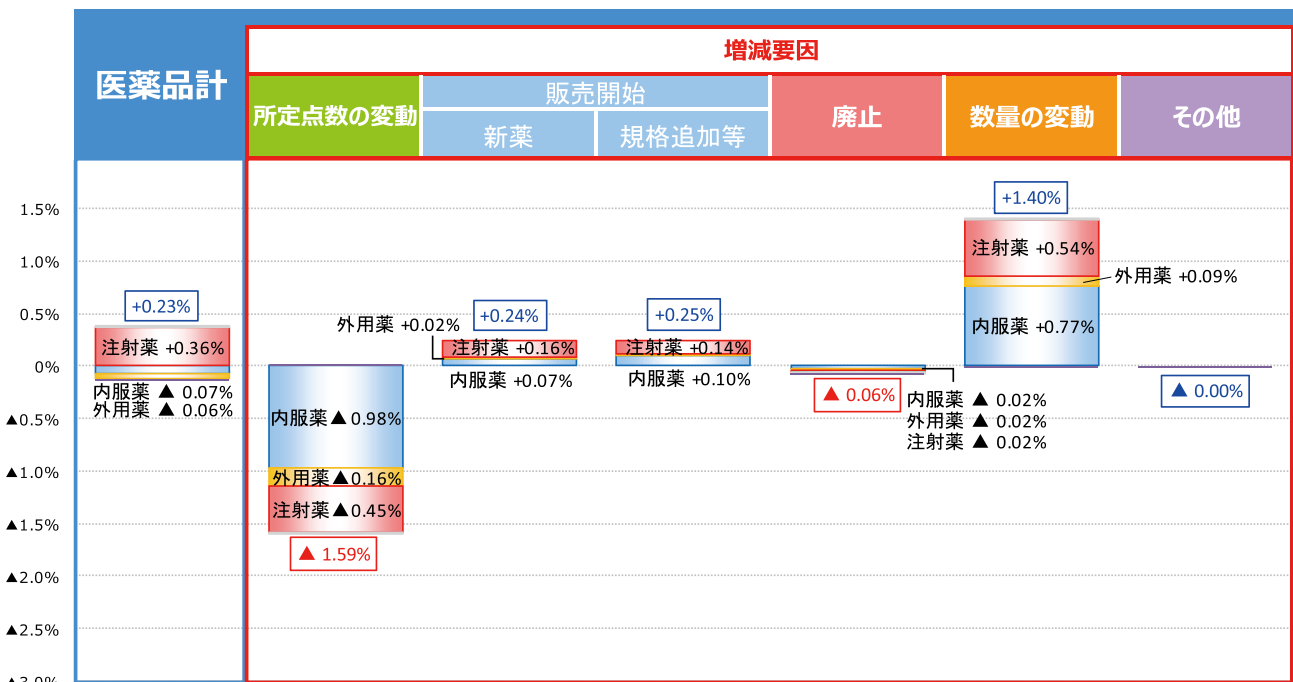 医薬品計
増減要因
所定点数の変動
販売開始
新薬
規格追加等
廃止
数量の変動
その他
1.5%
1.0%
0.5%
0%
▲0.5%
▲1.0%
▲1.5%
▲2.0%
▲2.5%
▲3.0%
+0.23%
注射薬 +0.36%
内服薬 ▲ 0.07%
外用薬 ▲ 0.06%
内服薬▲0.98%
外用薬▲0.16%
注射薬▲0.45%
▲ 1.59%
外用薬 +0.02%
+0.24%
注射薬 +0.16%
内服薬 +0.07%
+0.25%
注射薬 +0.14%
内服薬 +0.10%
▲ 0.06%
内服薬 ▲ 0.02%
外用薬 ▲ 0.02%
注射薬 ▲ 0.02%
+1.40%
注射薬 +0.54%
外用薬 +0.09%
内服薬 +0.77%
▲ 0.00%